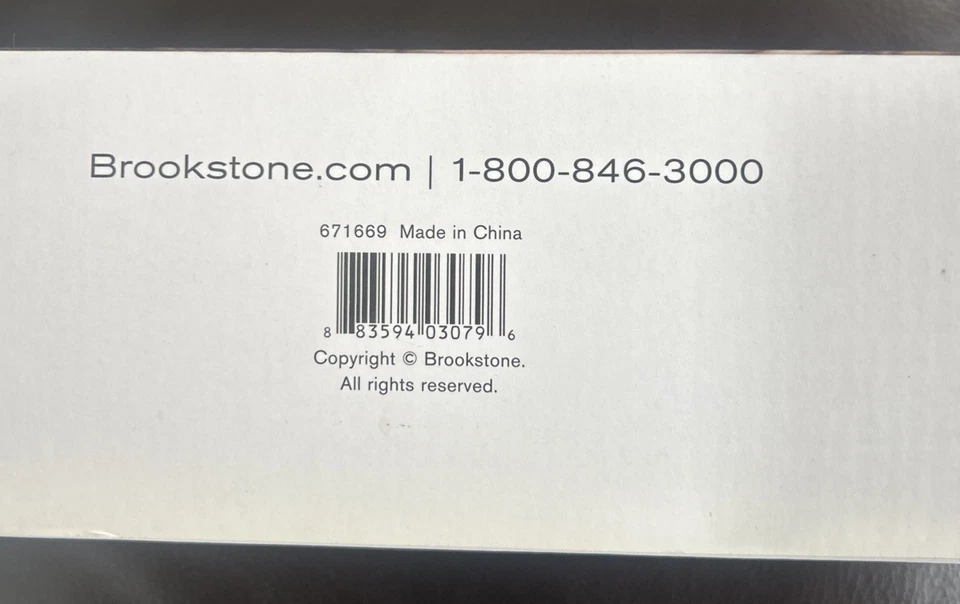 Brookstone.com | 1-800-846-3000
671669 Made in China
8 83594 03079 6
Copyright © Brookstone.
All rights reserved.